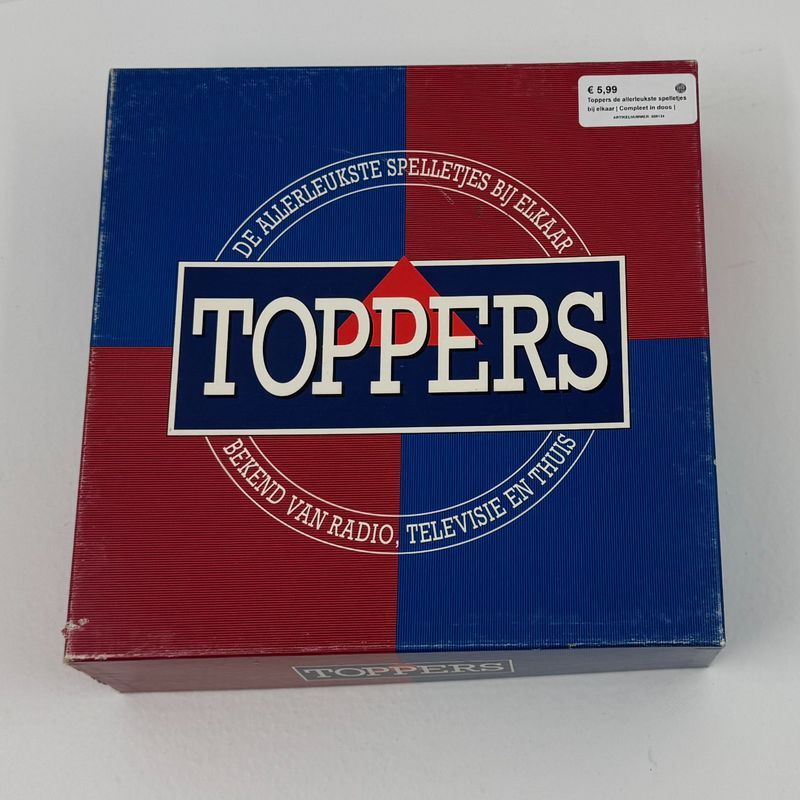 € 5,99
Toppers de allerleukste spelletjes
bij elkaar | Compleet in doos |
DE ALLERLEUKSTE SPELLETJES BIJ ELKAAR
TOPPERS
BEKEND VAN RADIO, TELEVISIE EN THUIS
TOPPERS